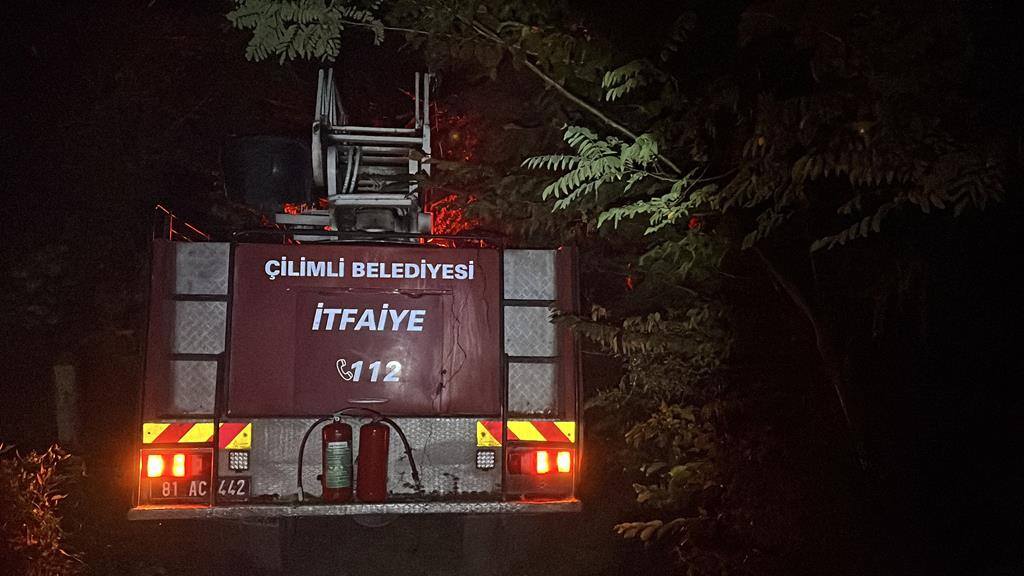 ÇİLİMLİ BELEDİYESİ
İTFAİYE
112
81 AC 442